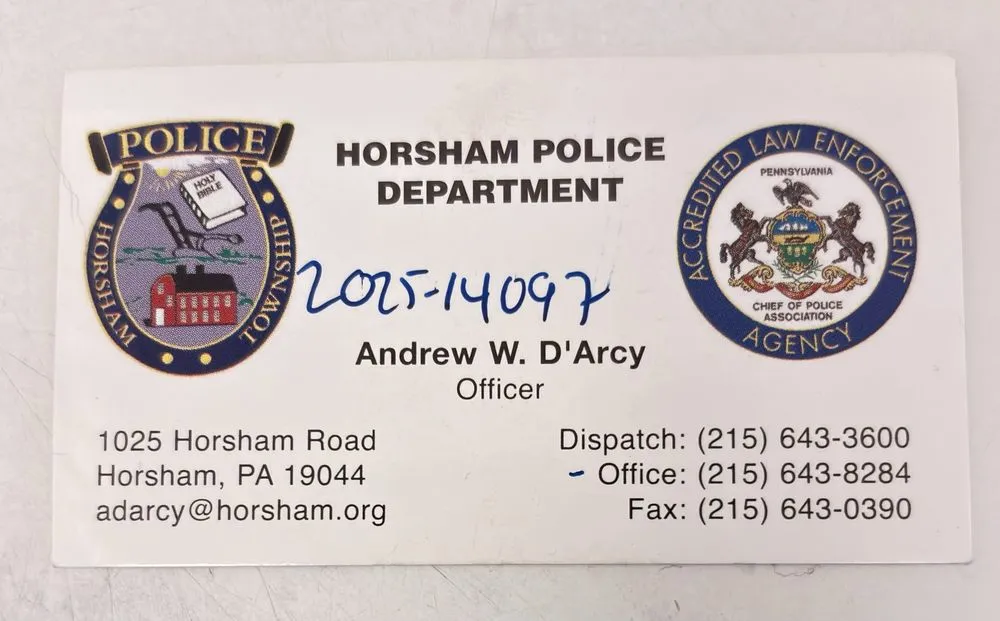 POLICE
HORSHAM TOWNSHIP
HOLY
BIBLE
HORSHAM POLICE
DEPARTMENT
ACCREDITED LAW ENFORCEMENT
AGENCY
PENNSYLVANIA
CHIEF OF POLICE
ASSOCIATION
2025-14097
Andrew W. D'Arcy
Officer
1025 Horsham Road
Horsham, PA 19044
adarcy@horsham.org
Dispatch: (215) 643-3600
- Office: (215) 643-8284
Fax: (215) 643-0390